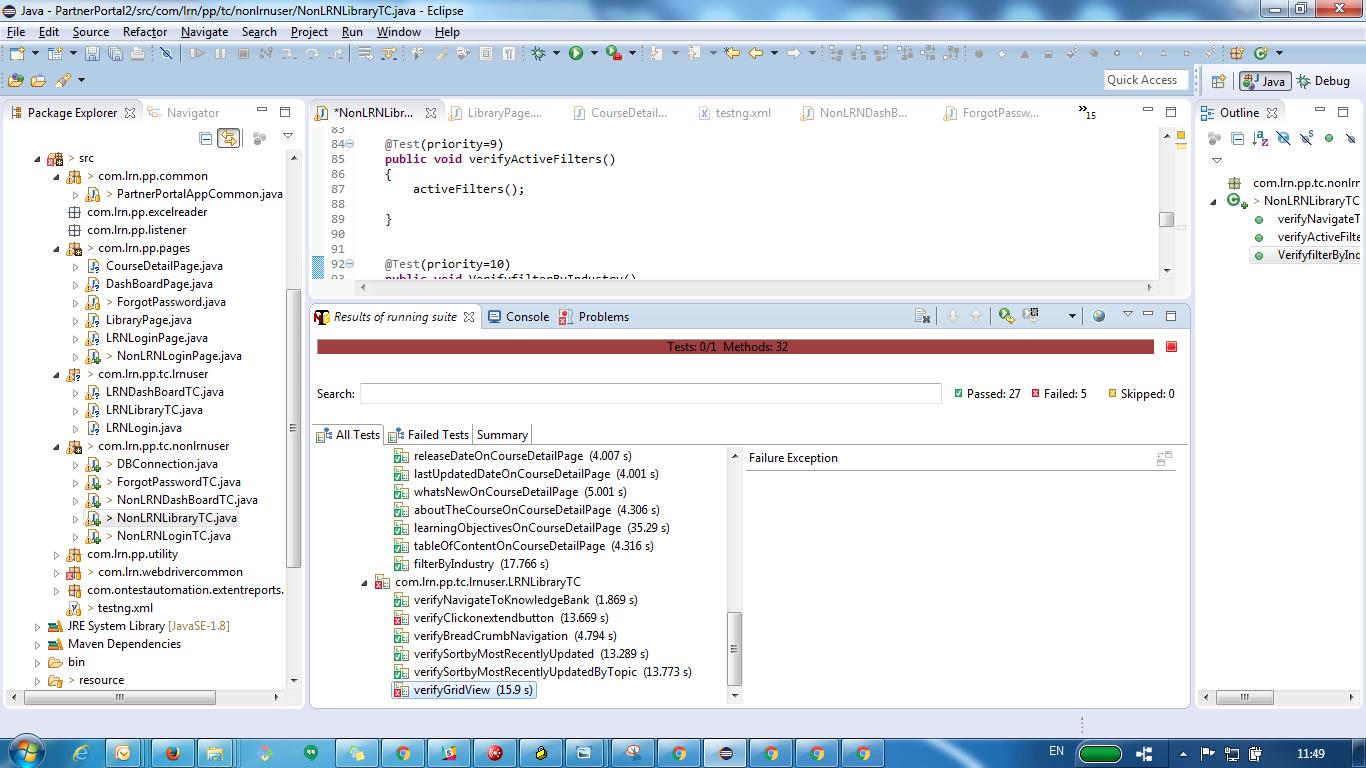 Java - PartnerPortal2/src/com/lrn/pp/tc/nonlrnuser/NonLRNLibraryTC.java - Eclipse
File Edit Source Refactor Navigate Search Project Run Window Help
Quick Access
Java
Debug
Package Explorer
Navigator
> src
> com.lrn.pp.common
> PartnerPortalAppCommon.java
com.lrn.pp.excelreader
com.lrn.pp.listener
> com.lrn.pp.pages
CourseDetailPage.java
DashBoardPage.java
> ForgotPassword.java
LibraryPage.java
LRNLoginPage.java
> NonLRNLoginPage.java
> com.lrn.pp.tc.lrnuser
LRNDashBoardTC.java
LRNLibraryTC.java
LRNLogin.java
> com.lrn.pp.tc.nonlrnuser
> DBConnection.java
> ForgotPasswordTC.java
> NonLRNDashBoardTC.java
> NonLRNLibraryTC.java
> NonLRNLoginTC.java
com.lrn.pp.utility
> com.lrn.webdrivercommon
com.ontestautomation.extentreports.
> testng.xml
JRE System Library [JavaSE-1.8]
Maven Dependencies
bin
> resource
*NonLRNLibr...
LibraryPage....
CourseDetail...
testng.xml
NonLRNDashB...
ForgotPassw...
15
83
84 @Test(priority=9)
85 public void verifyActiveFilters()
86 {
87 activeFilters();
88
89 }
90
91
92 @Test(priority=10)
93 public void VerifyfilterByIndustry()
Results of running suite
Console
Problems
Tests: 0/1 Methods: 32
Search:
Passed: 27
Failed: 5
Skipped: 0
All Tests
Failed Tests
Summary
releaseDateOnCourseDetailPage (4.007 s)
lastUpdatedDateOnCourseDetailPage (4.001 s)
whatsNewOnCourseDetailPage (5.001 s)
aboutTheCourseOnCourseDetailPage (4.306 s)
learningObjectivesOnCourseDetailPage (35.29 s)
tableOfContentOnCourseDetailPage (4.316 s)
filterByIndustry (17.766 s)
com.lrn.pp.tc.lrnuser.LRNLibraryTC
verifyNavigateToKnowledgeBank (1.869 s)
verifyClickonextendbutton (13.669 s)
verifyBreadCrumbNavigation (4.794 s)
verifySortbyMostRecentlyUpdated (13.289 s)
verifySortbyMostRecentlyUpdatedByTopic (13.773 s)
verifyGridView (15.9 s)
Failure Exception
Outline
com.lrn.pp.tc.nonlrn
> NonLRNLibraryTC
verifyNavigateT
verifyActiveFilte
VerifyfilterByInd
EN
11:49